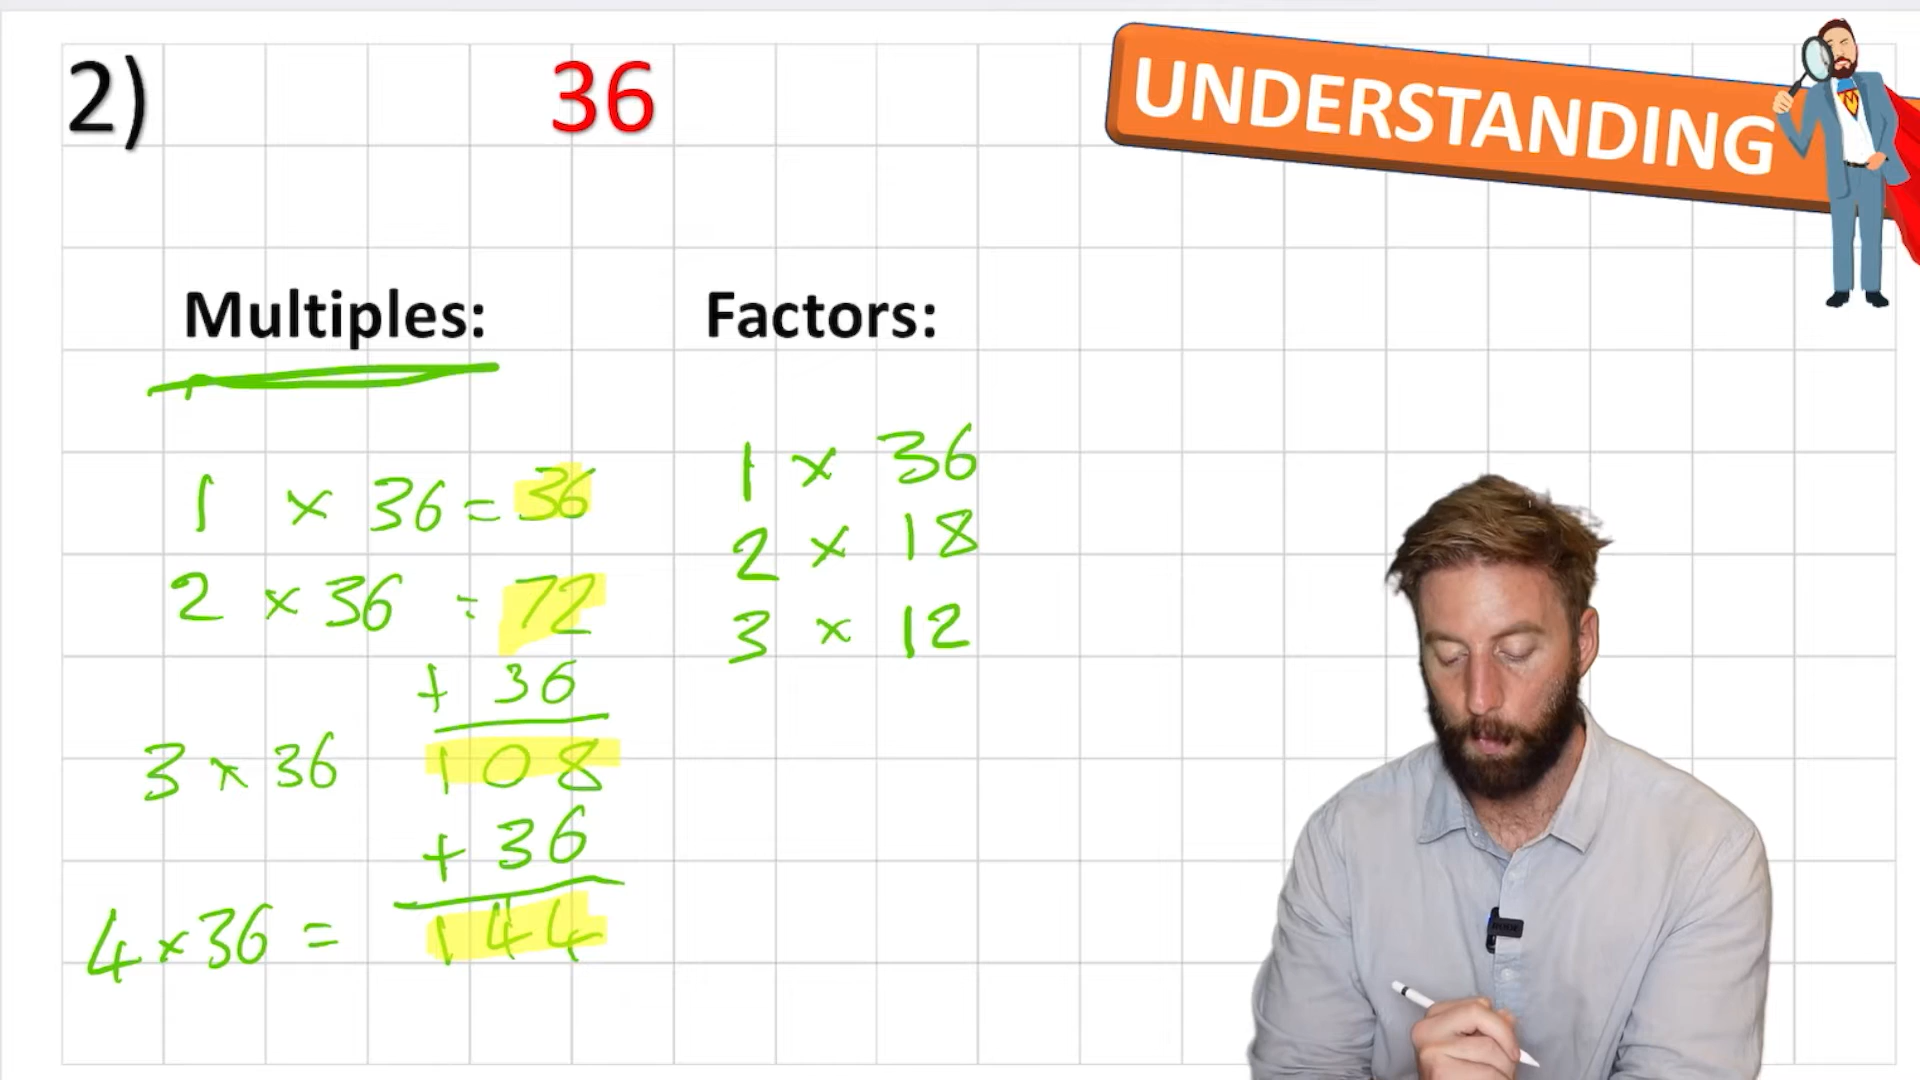 2)
36
UNDERSTANDING
Multiples:
1 × 36 = 36
2 × 36 = 72
+ 36
3 × 36 108
+ 36
4 × 36 = 144
Factors:
1 × 36
2 × 18
3 × 12